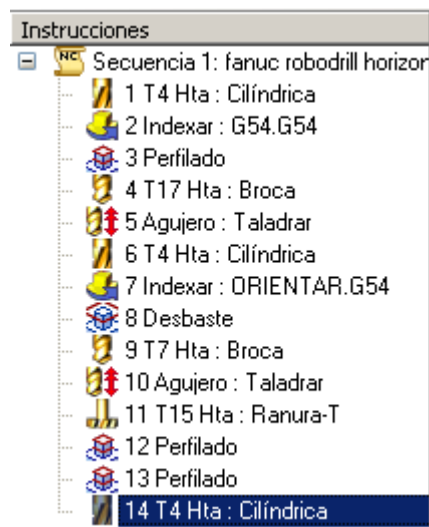 Instrucciones
NC Secuencia 1: fanuc robodrill horizor
1 T4 Hta : Cilíndrica
2 Indexar : G54.G54
3 Perfilado
4 T17 Hta : Broca
5 Agujero : Taladrar
6 T4 Hta : Cilíndrica
7 Indexar : ORIENTAR.G54
8 Desbaste
9 T7 Hta : Broca
10 Agujero : Taladrar
11 T15 Hta : Ranura-T
12 Perfilado
13 Perfilado
14 T4 Hta : Cilíndrica